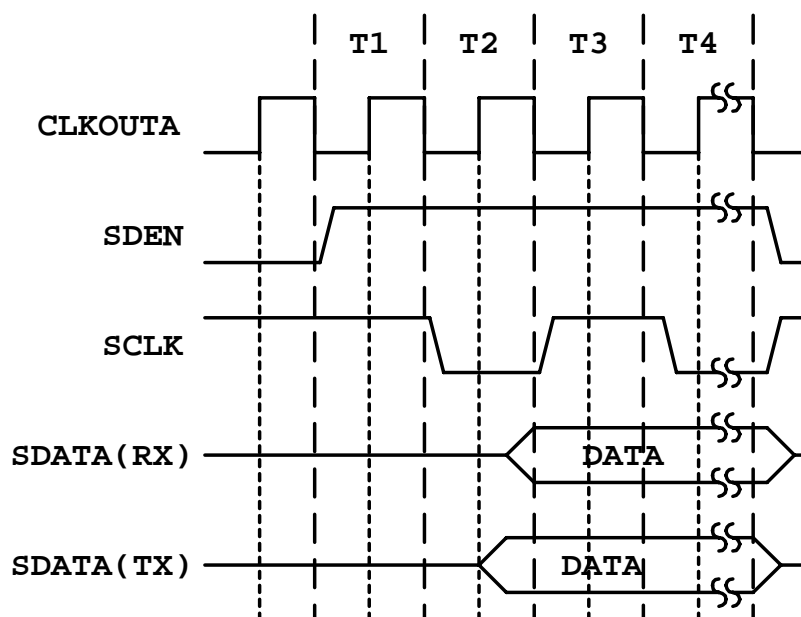 T1 T2 T3 T4
CLKOUTA
SDEN
SCLK
SDATA(RX) DATA
SDATA(TX) DATA